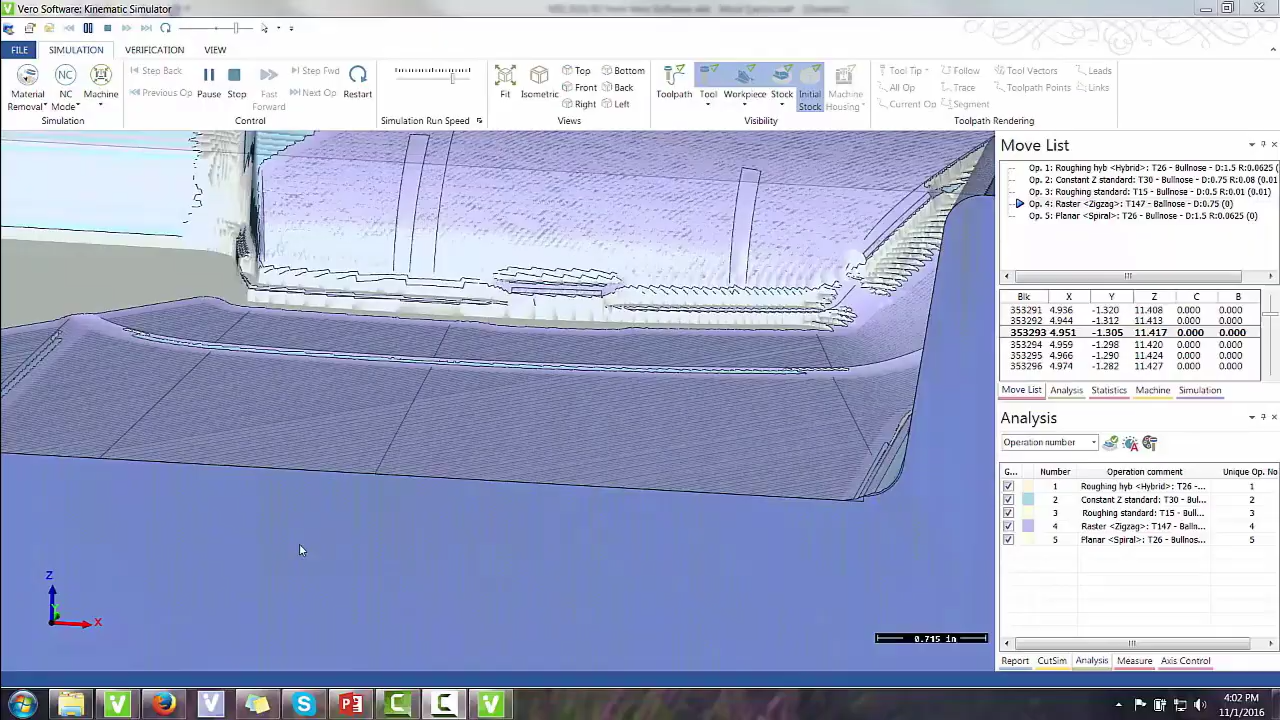 Vero Software: Kinematic Simulator
FILE SIMULATION VERIFICATION VIEW
Step Back Step Fwd Top Bottom Tool Tip Follow Tool Vectors Leads
Previous Op Next Op Front Back All Op Trace Toolpath Points Links
Right Left Current Op Segment
Material Removal NC Mode Machine Pause Stop Fast Forward Restart Fit Isometric Toolpath Tool Workpiece Stock Initial Stock Machine Housing
Simulation Control Simulation Run Speed Views Visibility Toolpath Rendering
Move List
Op. 1: Roughing hyb <Hybrid>: T26 - Bullnose - D:1.5 R:0.0625 (
Op. 2: Constant Z standard: T30 - Bullnose - D:0.75 R:0.08 (0.01
Op. 3: Roughing standard: T15 - Bullnose - D:0.5 R:0.01 (0.01)
Op. 4: Raster <Zigzag>: T147 - Ballnose - D:0.75 (0)
Op. 5: Planar <Spiral>: T26 - Bullnose - D:1.5 R:0.0625 (0)
Blk X Y Z C B
353291 4.936 -1.320 11.408 0.000 0.000
353292 4.944 -1.312 11.413 0.000 0.000
353293 4.951 -1.305 11.417 0.000 0.000
353294 4.959 -1.298 11.420 0.000 0.000
353295 4.966 -1.290 11.424 0.000 0.000
353296 4.974 -1.282 11.427 0.000 0.000
Move List Analysis Statistics Machine Simulation
Analysis
Operation number
G... Number Operation comment Unique Op. No
1 Roughing hyb <Hybrid>: T26 -... 1
2 Constant Z standard: T30 - Bul... 2
3 Roughing standard: T15 - Bull... 3
4 Raster <Zigzag>: T147 - Balln... 4
5 Planar <Spiral>: T26 - Bullnos... 5
Z
Y
X
0.715 in
Report CutSim Analysis Measure Axis Control
4:02 PM
11/1/2016